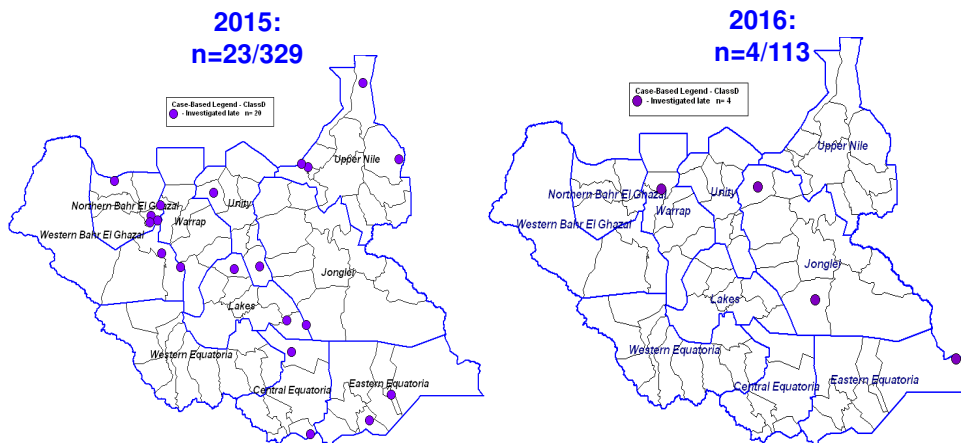 2015:
n=23/329
Case-Based Legend - ClassD
- Investigated late n= 20
Upper Nile
Northern Bahr El Ghazal
Unity
Warrap
Western Bahr El Ghazal
Jonglei
Lakes
Western Equatoria
Central Equatoria
Eastern Equatoria
2016:
n=4/113
Case-Based Legend - ClassD
- Investigated late n= 4
Upper Nile
Northern Bahr El Ghazal
Unity
Warrap
Western Bahr El Ghazal
Jonglei
Lakes
Western Equatoria
Central Equatoria
Eastern Equatoria